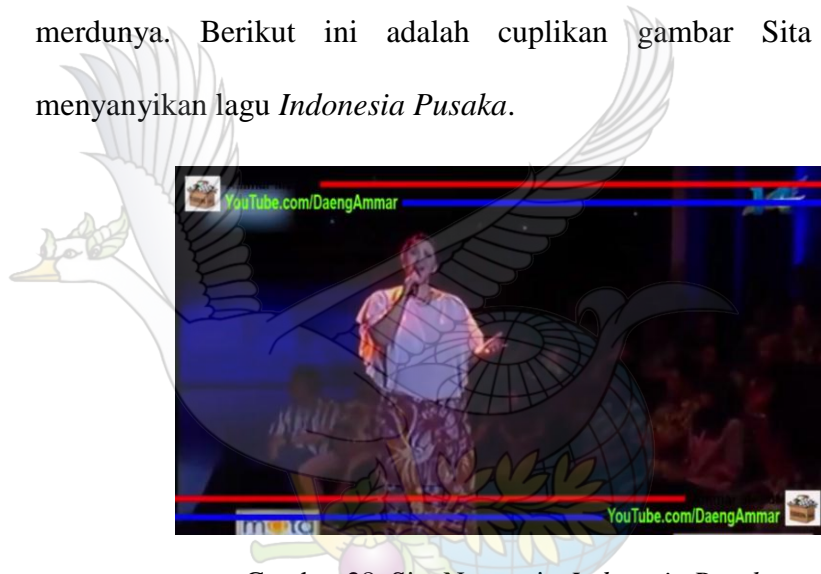 merdunya. Berikut ini adalah cuplikan gambar Sita
menyanyikan lagu Indonesia Pusaka.
YouTube.com/DaengAmmar
YouTube.com/DaengAmmar